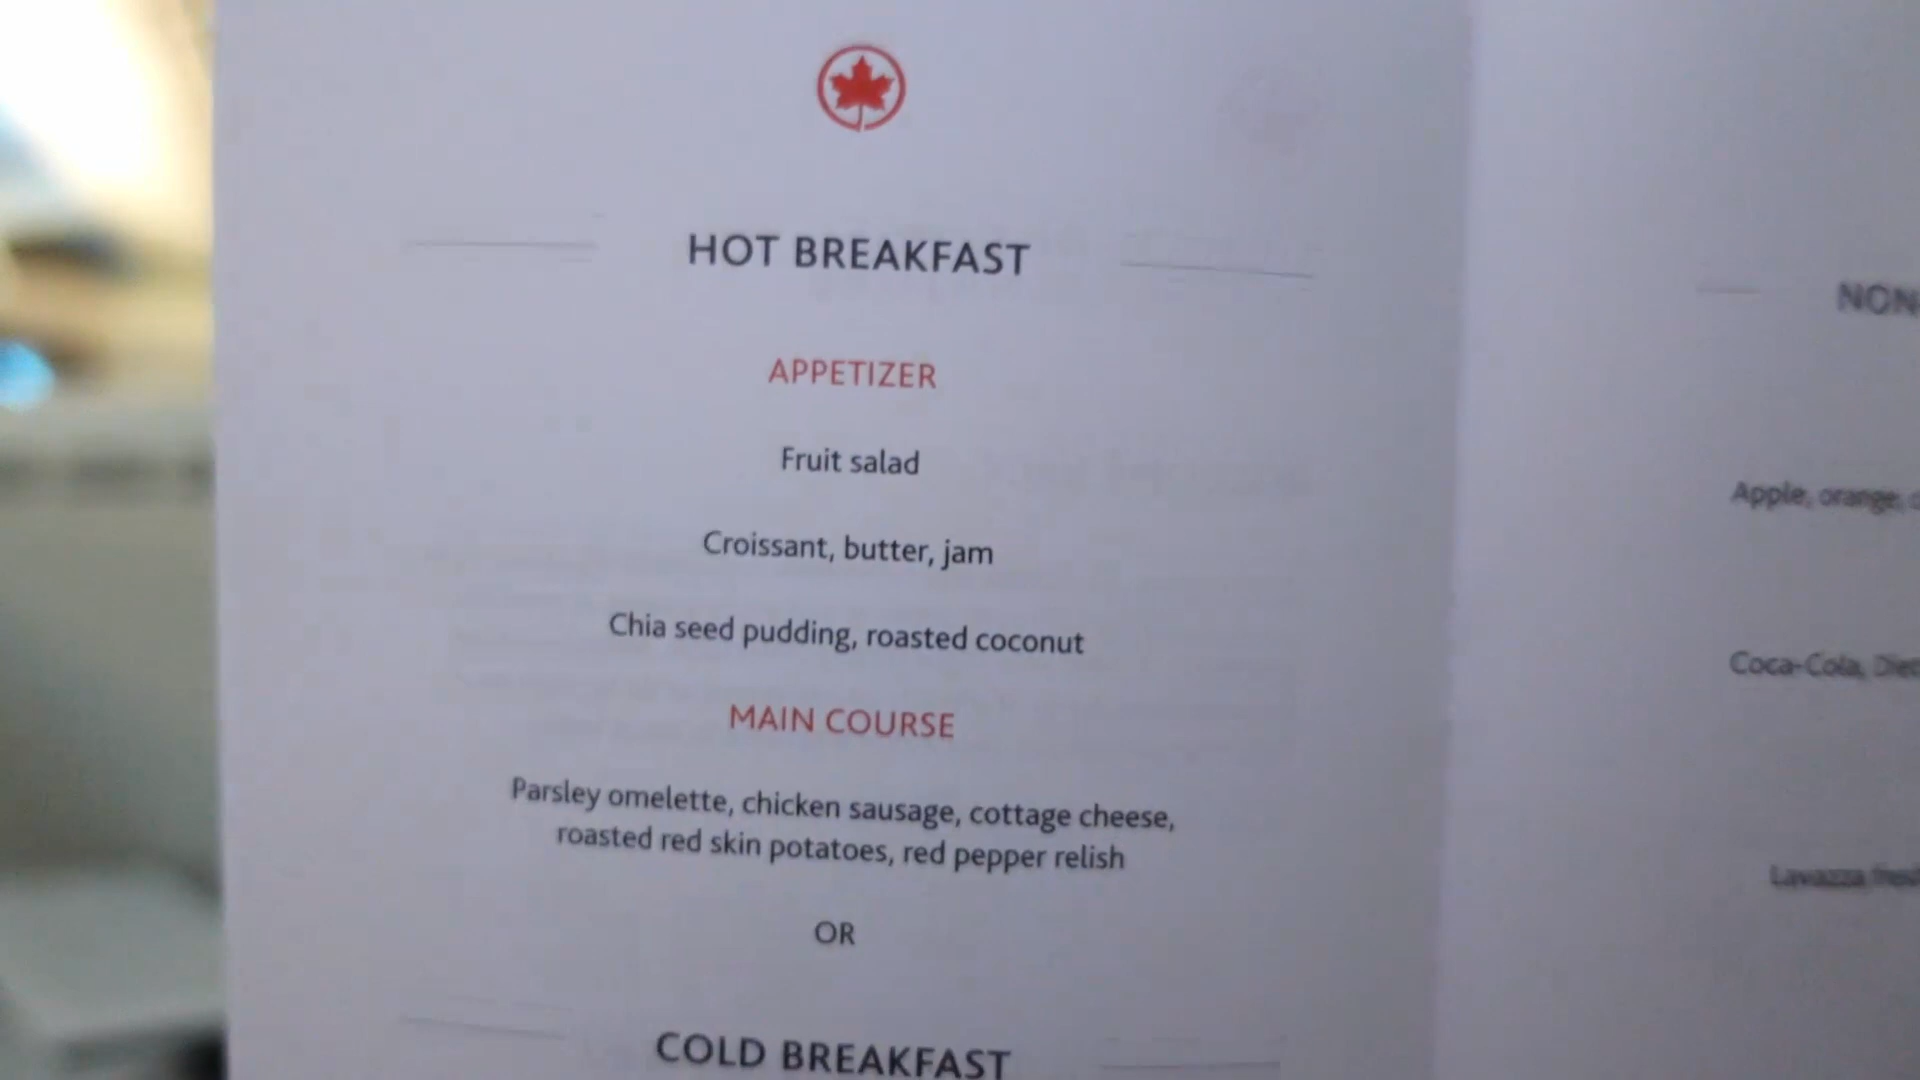 HOT BREAKFAST
APPETIZER
Fruit salad
Croissant, butter, jam
Chia seed pudding, roasted coconut
MAIN COURSE
Parsley omelette, chicken sausage, cottage cheese,
roasted red skin potatoes, red pepper relish
OR
COLD BREAKFAST
NON
Apple, orange,
Coca-Cola,
Lavazza